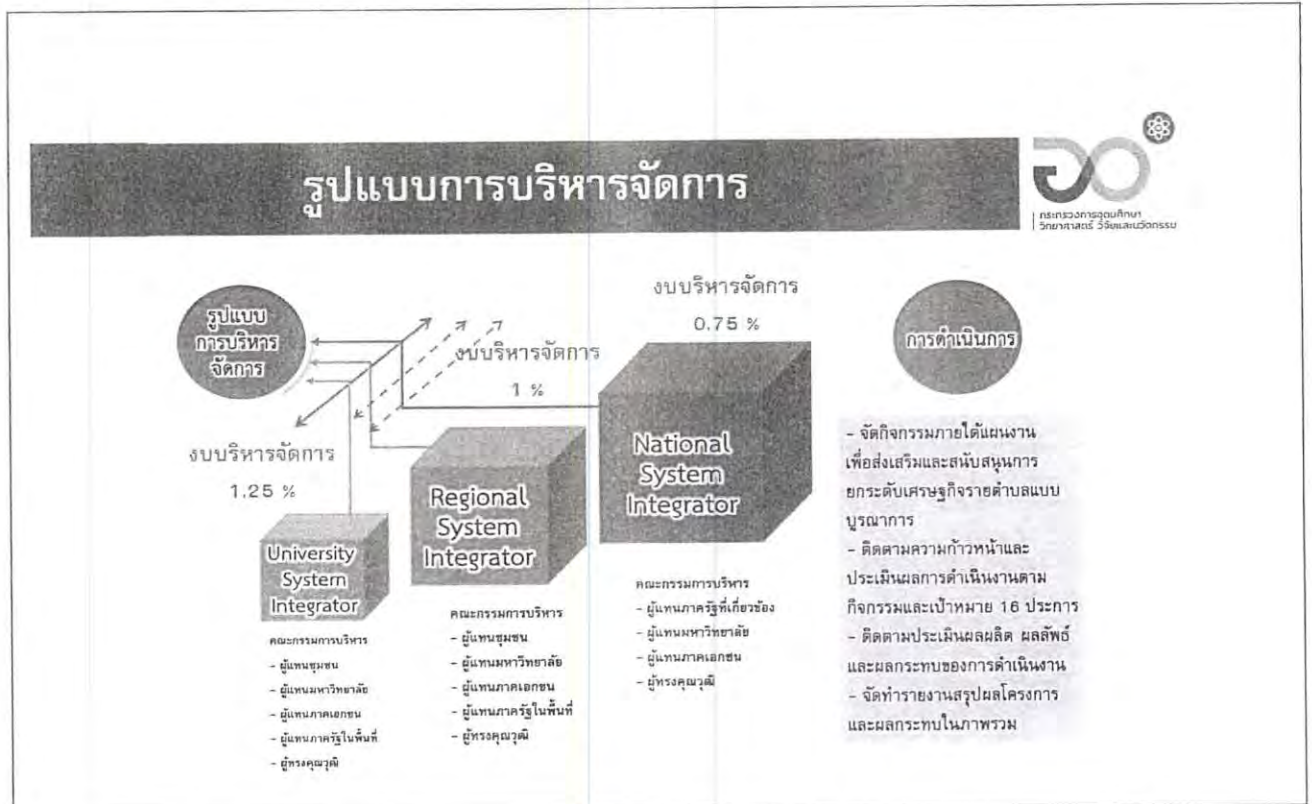 รูปแบบการบริหารจัดการ
กระทรวงการอุดมศึกษา
วิทยาศาสตร์ วิจัยและนวัตกรรม
รูปแบบ
การบริหาร
จัดการ
งบบริหารจัดการ
1.25 %
University
System
Integrator
คณะกรรมการบริหาร
- ผู้แทนชุมชน
- ผู้แทนมหาวิทยาลัย
- ผู้แทนภาคเอกชน
- ผู้แทนภาครัฐในพื้นที่
- ผู้ทรงคุณวุฒิ
งบบริหารจัดการ
1 %
Regional
System
Integrator
คณะกรรมการบริหาร
- ผู้แทนชุมชน
- ผู้แทนมหาวิทยาลัย
- ผู้แทนภาคเอกชน
- ผู้แทนภาครัฐในพื้นที่
- ผู้ทรงคุณวุฒิ
งบบริหารจัดการ
0.75 %
National
System
Integrator
คณะกรรมการบริหาร
- ผู้แทนภาครัฐที่เกี่ยวข้อง
- ผู้แทนมหาวิทยาลัย
- ผู้แทนภาคเอกชน
- ผู้ทรงคุณวุฒิ
การดำเนินการ
- จัดกิจกรรมภายใต้แผนงาน
เพื่อส่งเสริมและสนับสนุนการ
ยกระดับเศรษฐกิจรายตำบลแบบ
บูรณาการ
- ติดตามความก้าวหน้าและ
ประเมินผลการดำเนินงานตาม
กิจกรรมและเป้าหมาย 16 ประการ
- ติดตามประเมินผลผลิต ผลลัพธ์
และผลกระทบของการดำเนินงาน
- จัดทำรายงานสรุปผลโครงการ
และผลกระทบในภาพรวม